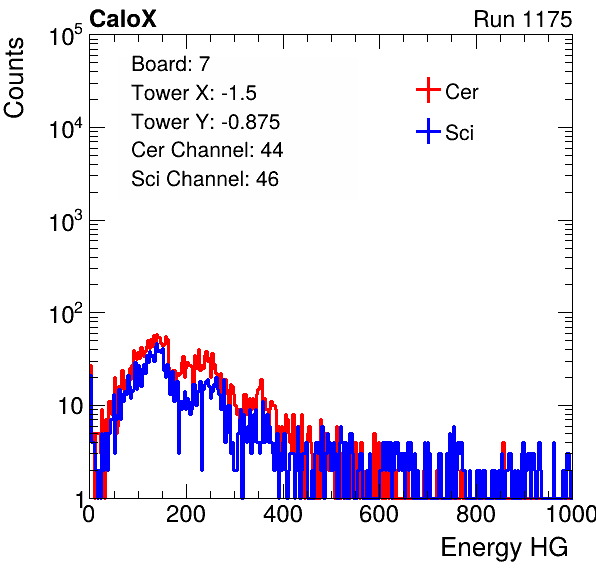 CaloX Run 1175
Counts
10^5
10^4
10^3
10^2
10
1
Board: 7
Tower X: -1.5
Tower Y: -0.875
Cer Channel: 44
Sci Channel: 46
Cer
Sci
0 200 400 600 800 1000
Energy HG